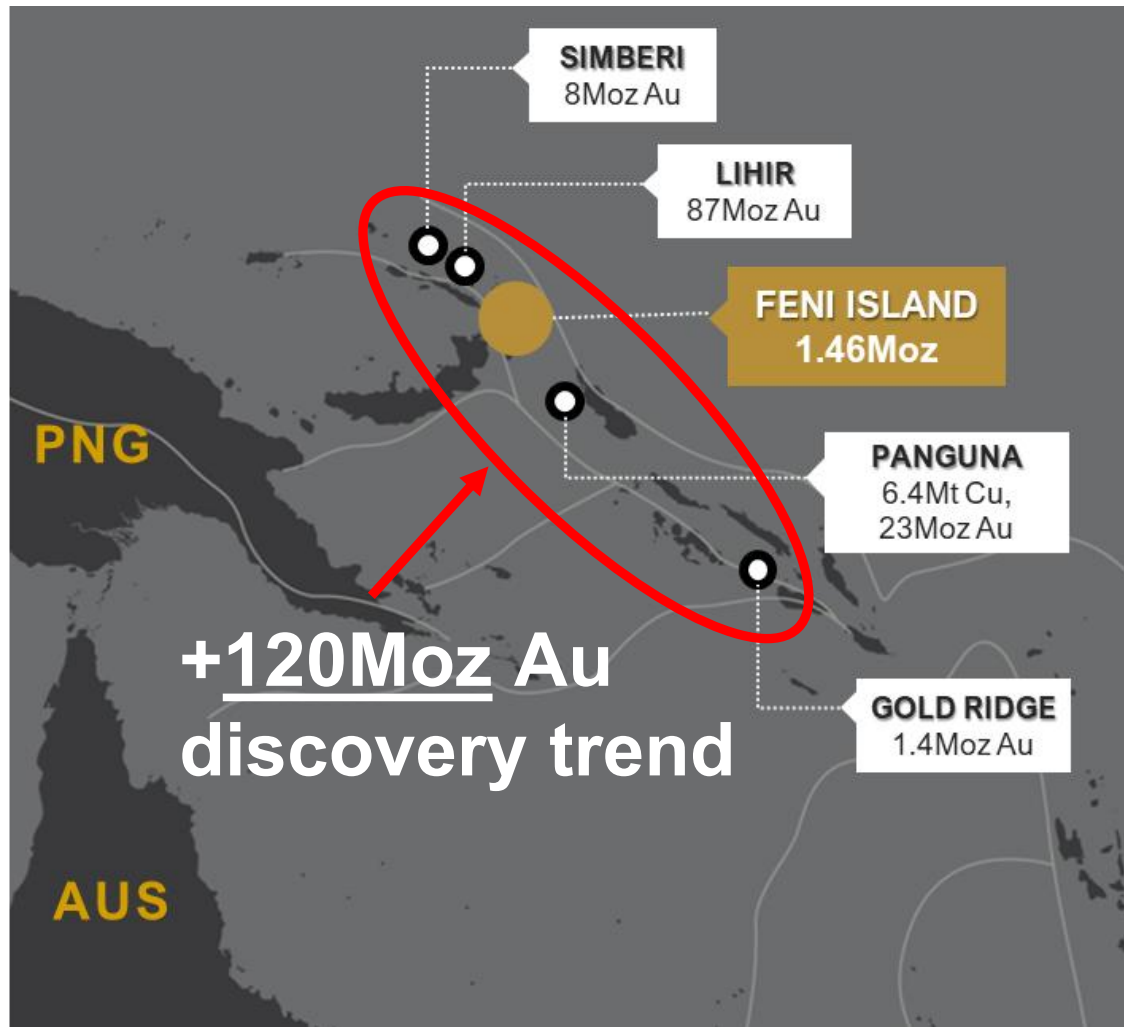 SIMBERI
8Moz Au
LIHIR
87Moz Au
FENI ISLAND
1.46Moz
PNG
PANGUNA
6.4Mt Cu,
23Moz Au
+120Moz Au
discovery trend
GOLD RIDGE
1.4Moz Au
AUS